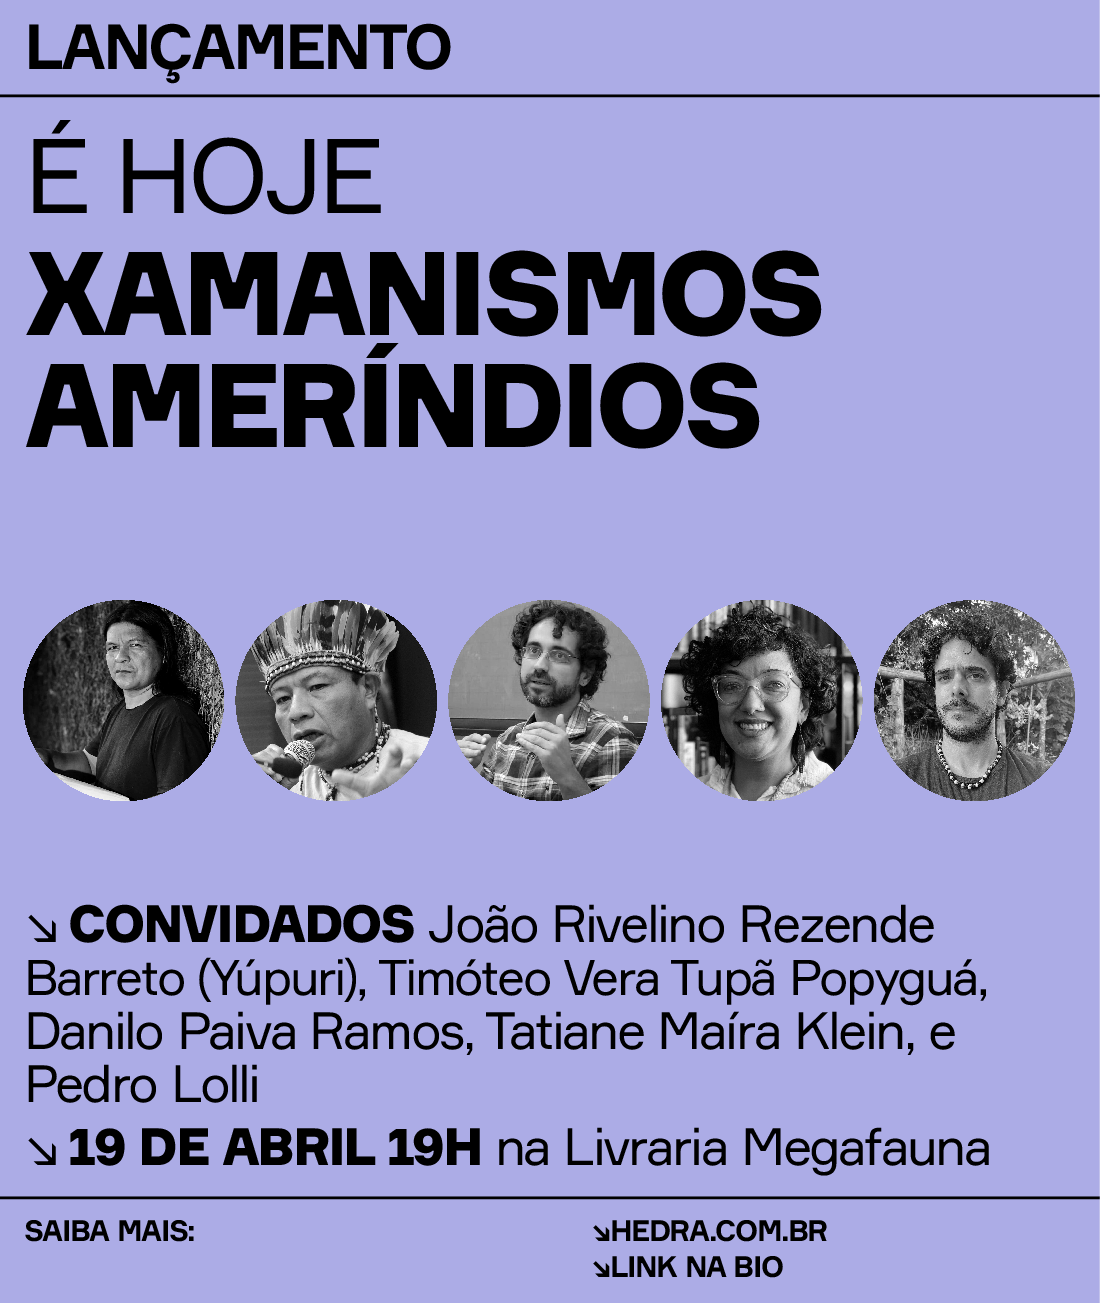 LANÇAMENTO
É HOJE
XAMANISMOS
AMERÍNDIOS
↘ CONVIDADOS João Rivelino Rezende
Barreto (Yúpuri), Timóteo Vera Tupã Popyguá,
Danilo Paiva Ramos, Tatiane Maíra Klein, e
Pedro Lolli
↘ 19 DE ABRIL 19H na Livraria Megafauna
SAIBA MAIS:
↘HEDRA.COM.BR
↘LINK NA BIO